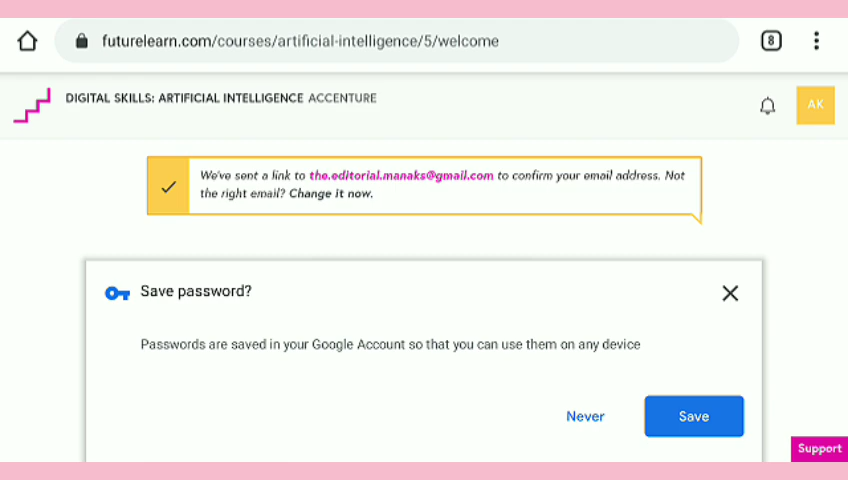 futurelearn.com/courses/artificial-intelligence/5/welcome
8
DIGITAL SKILLS: ARTIFICIAL INTELLIGENCE ACCENTURE
AK
We've sent a link to the.editorial.manaks@gmail.com to confirm your email address. Not
the right email? Change it now.
Save password?
Passwords are saved in your Google Account so that you can use them on any device
Never
Save
Support